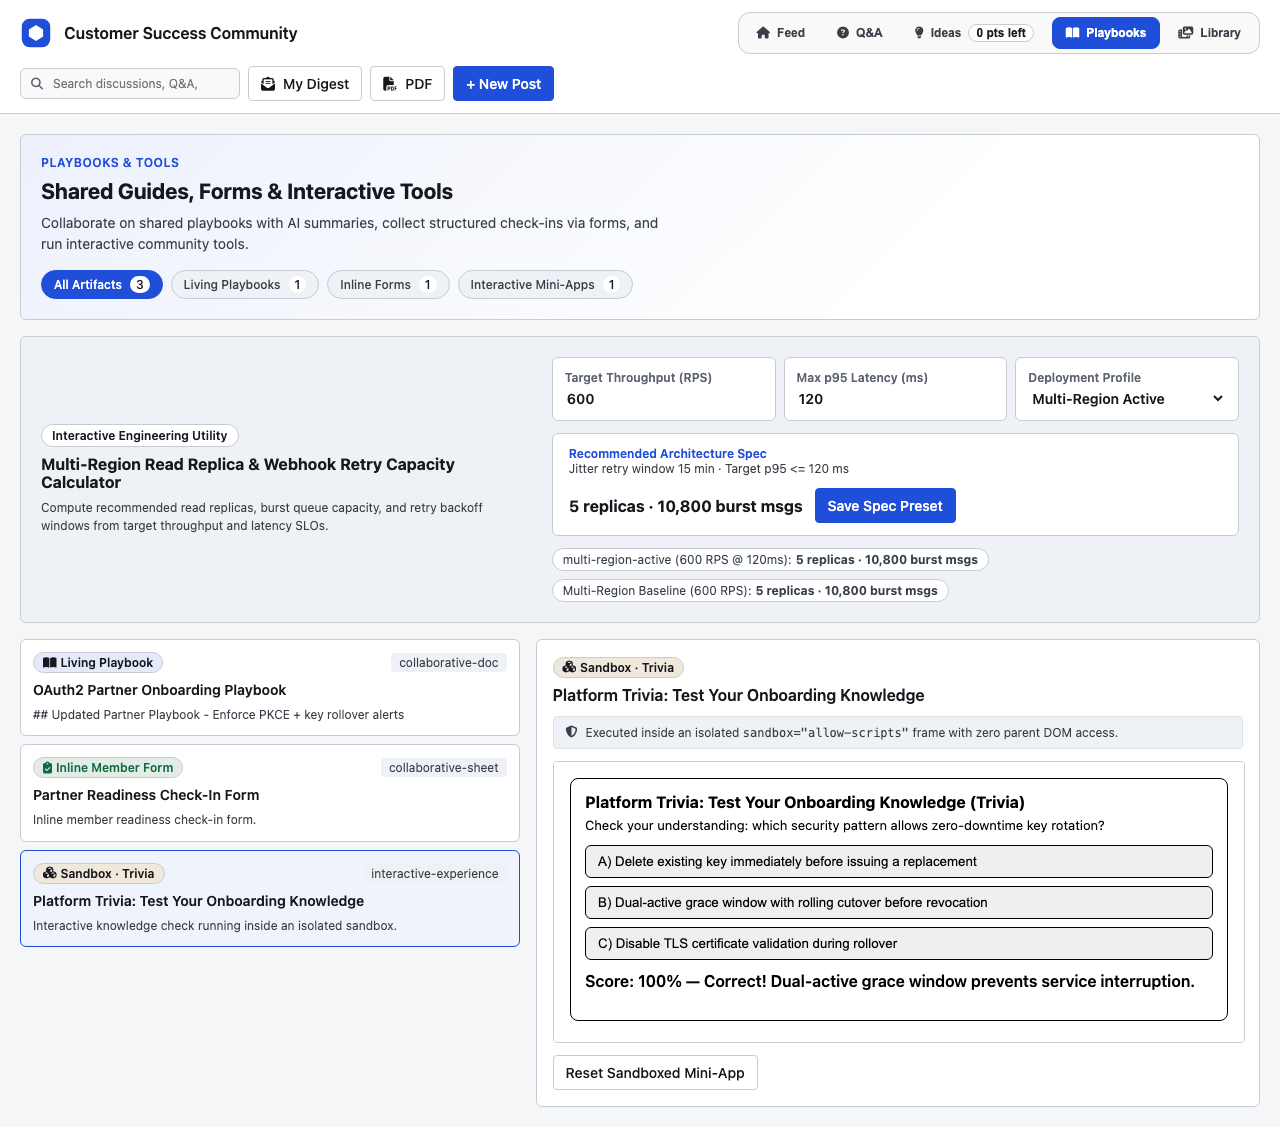 Customer Success Community
Feed
Q&A
Ideas 0 pts left
Playbooks
Library
Search discussions, Q&A,
My Digest
PDF
+ New Post
PLAYBOOKS & TOOLS
Shared Guides, Forms & Interactive Tools
Collaborate on shared playbooks with AI summaries, collect structured check-ins via forms, and
run interactive community tools.
All Artifacts 3
Living Playbooks 1
Inline Forms 1
Interactive Mini-Apps 1
Interactive Engineering Utility
Multi-Region Read Replica & Webhook Retry Capacity
Calculator
Compute recommended read replicas, burst queue capacity, and retry backoff
windows from target throughput and latency SLOs.
Target Throughput (RPS)
600
Max p95 Latency (ms)
120
Deployment Profile
Multi-Region Active
Recommended Architecture Spec
Jitter retry window 15 min · Target p95 <= 120 ms
5 replicas · 10,800 burst msgs
Save Spec Preset
multi-region-active (600 RPS @ 120ms): 5 replicas · 10,800 burst msgs
Multi-Region Baseline (600 RPS): 5 replicas · 10,800 burst msgs
Living Playbook
collaborative-doc
OAuth2 Partner Onboarding Playbook
## Updated Partner Playbook - Enforce PKCE + key rollover alerts
Inline Member Form
collaborative-sheet
Partner Readiness Check-In Form
Inline member readiness check-in form.
Sandbox · Trivia
interactive-experience
Platform Trivia: Test Your Onboarding Knowledge
Interactive knowledge check running inside an isolated sandbox.
Sandbox · Trivia
Platform Trivia: Test Your Onboarding Knowledge
Executed inside an isolated sandbox="allow-scripts" frame with zero parent DOM access.
Platform Trivia: Test Your Onboarding Knowledge (Trivia)
Check your understanding: which security pattern allows zero-downtime key rotation?
A) Delete existing key immediately before issuing a replacement
B) Dual-active grace window with rolling cutover before revocation
C) Disable TLS certificate validation during rollover
Score: 100% — Correct! Dual-active grace window prevents service interruption.
Reset Sandboxed Mini-App